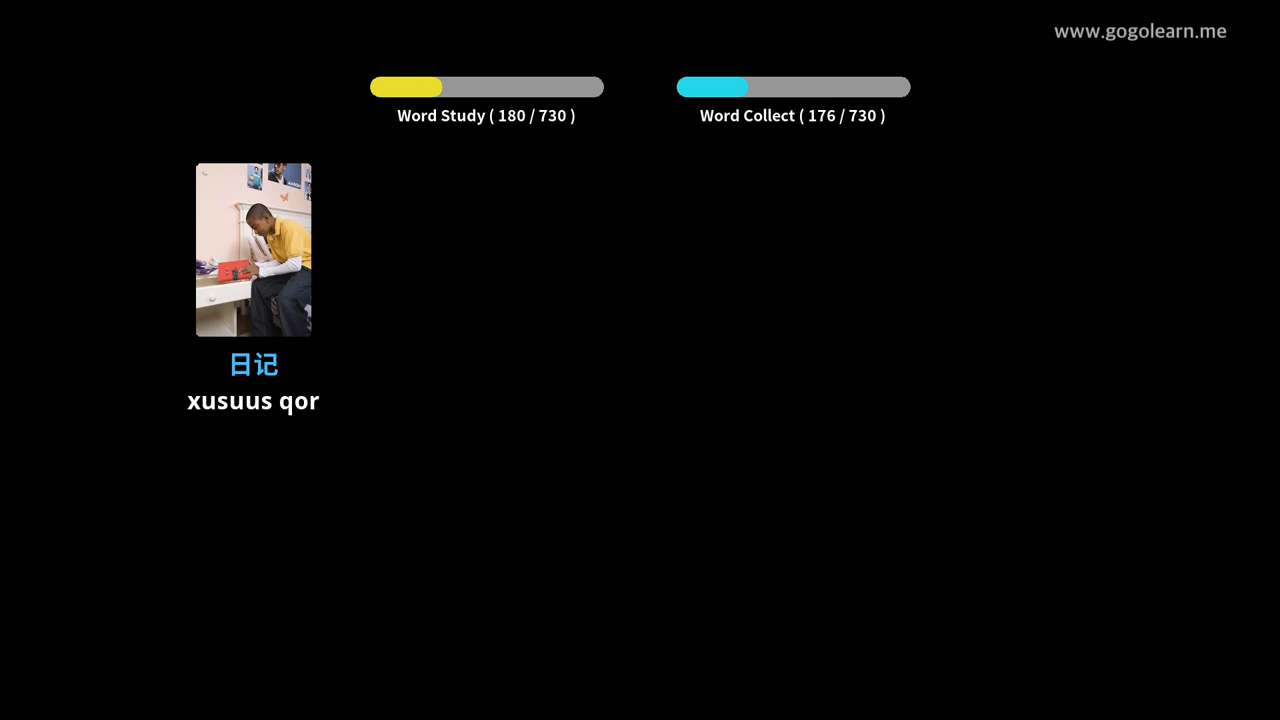 www.gogolearn.me
Word Study ( 180 / 730 )
Word Collect ( 176 / 730 )
日记
xusuus qor